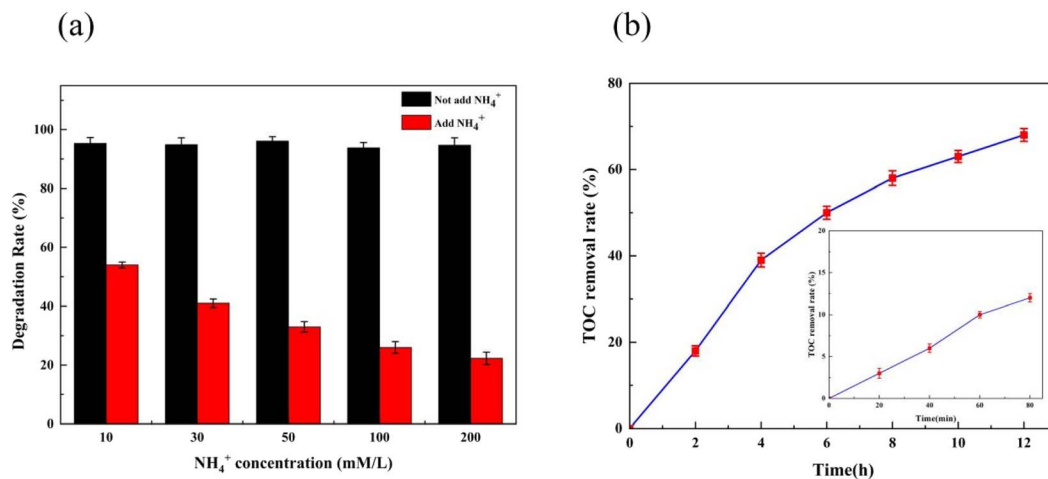 (a)
Degradation Rate (%)
100
80
60
40
20
0
Not add NH₄⁺
Add NH₄⁺
10 30 50 100 200
NH₄⁺ concentration (mM/L)
(b)
TOC removal rate (%)
80
60
40
20
0
0 2 4 6 8 10 12
Time(h)
TOC removal rate (%)
20
15
10
5
0
0 20 40 60 80
Time(min)